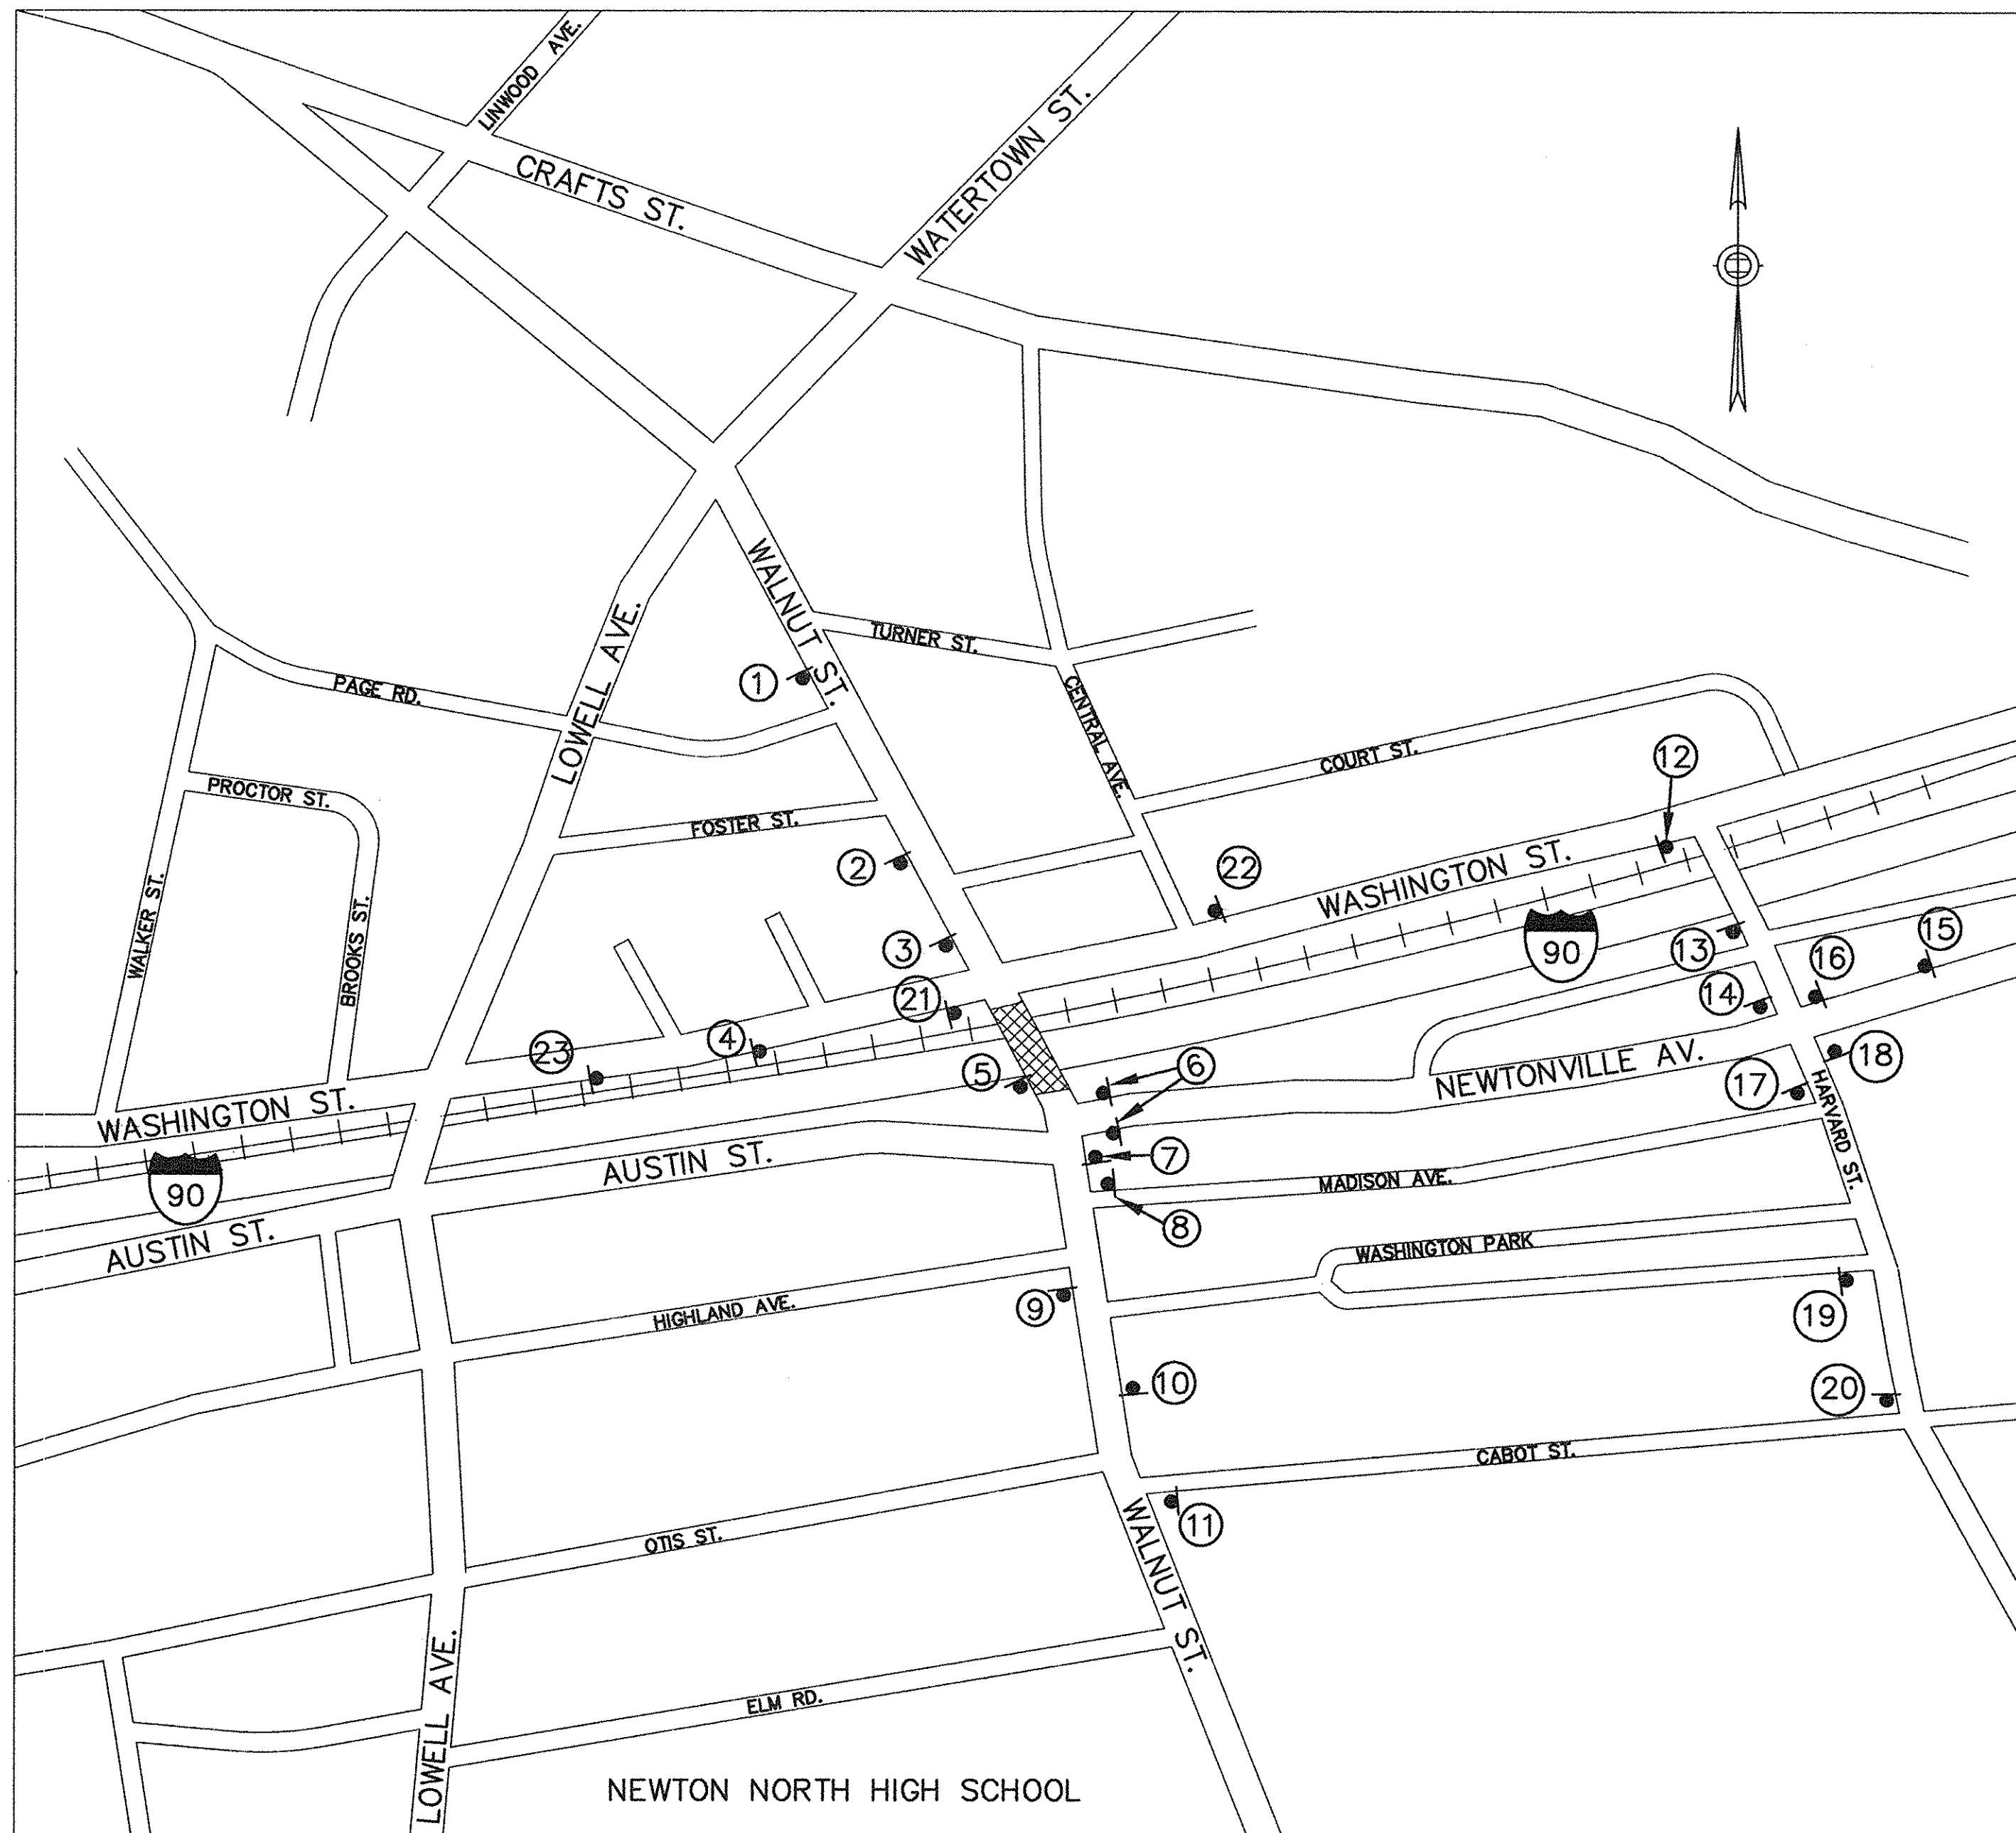 LINWOOD AVE.
CRAFTS ST.
WATERTOWN ST.
WALNUT ST.
TURNER ST.
LOWELL AVE.
1
PAGE RD.
CENTRAL AVE.
COURT ST.
12
PROCTOR ST.
FOSTER ST.
2
22
WASHINGTON ST.
WALKER ST.
BROOKS ST.
3
90
13
15
16
21
14
23
4
5
6
NEWTONVILLE AV.
18
17
HARVARD ST.
WASHINGTON ST.
AUSTIN ST.
7
MADISON AVE.
90
8
AUSTIN ST.
WASHINGTON PARK
HIGHLAND AVE.
9
19
10
20
CABOT ST.
OTIS ST.
11
WALNUT ST.
LOWELL AVE.
ELM RD.
NEWTON NORTH HIGH SCHOOL